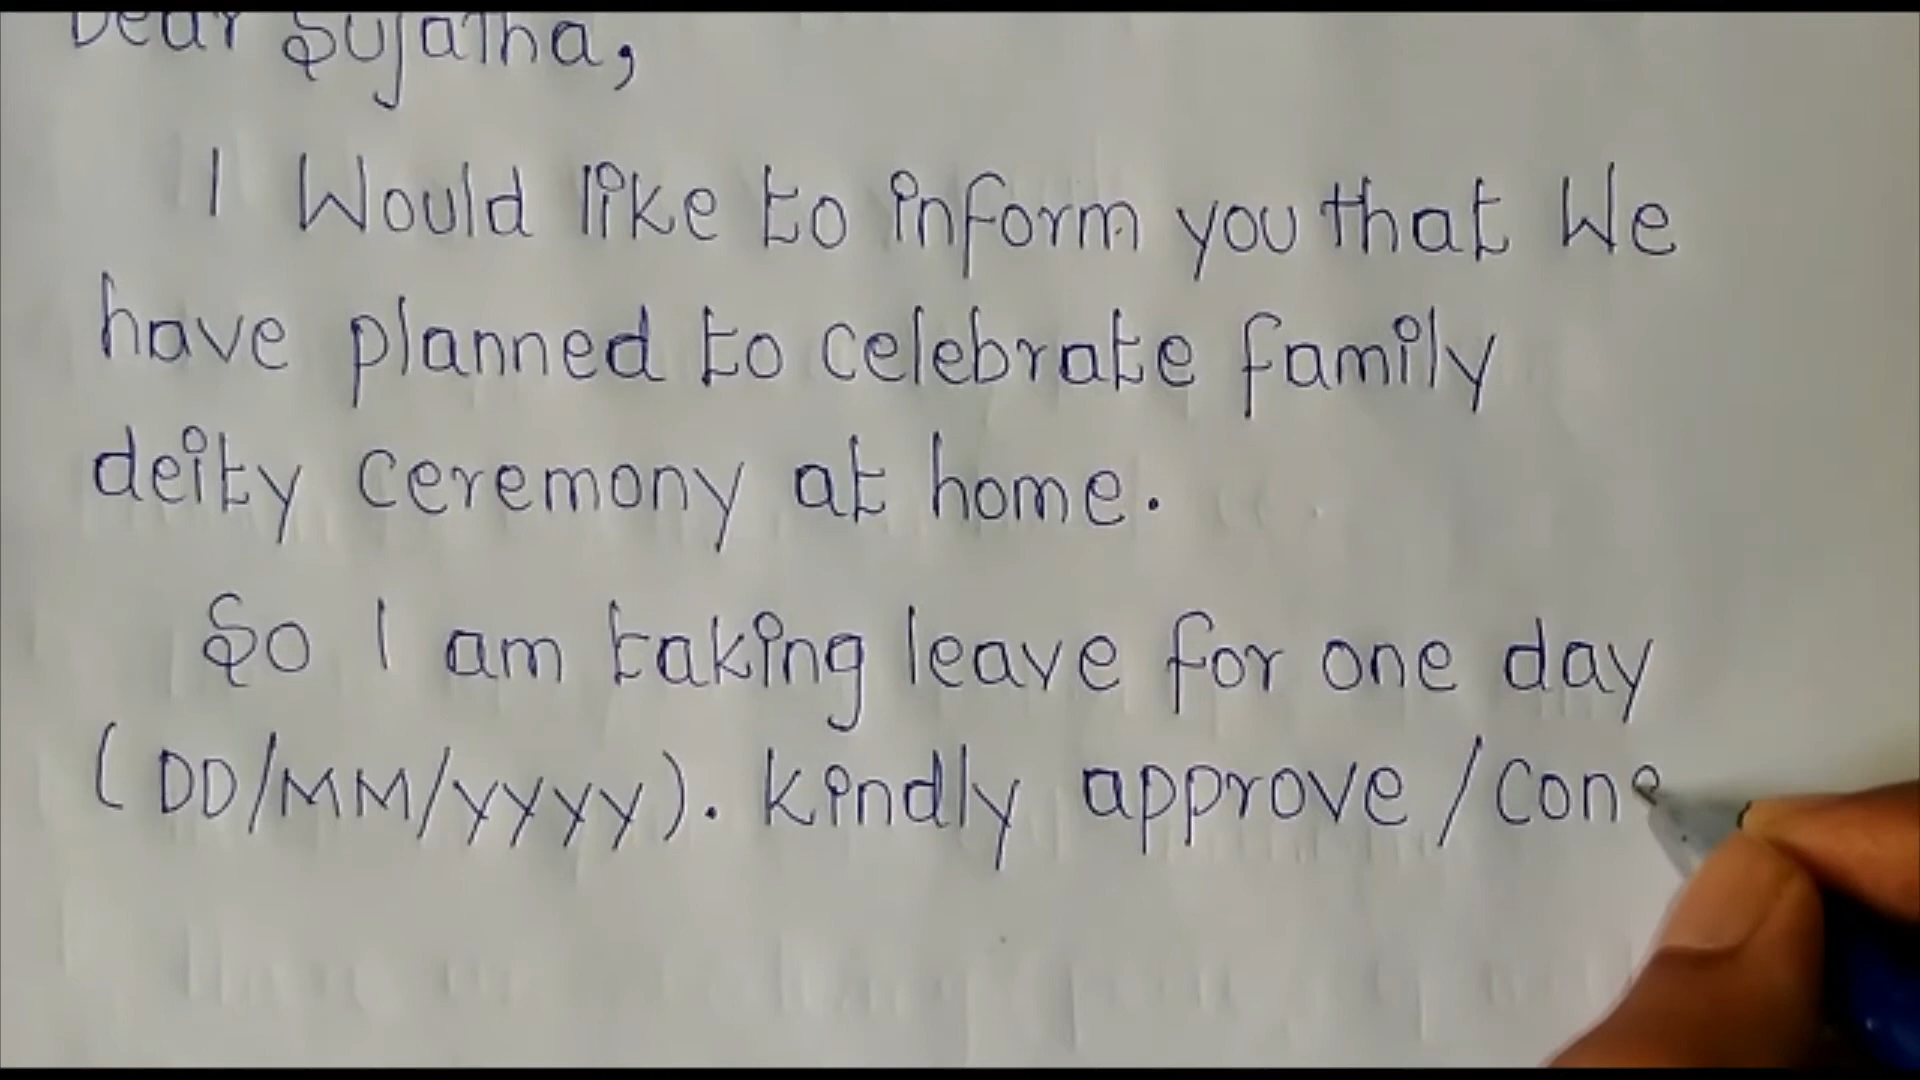 Dear Sujatha,
I Would like to inform you that We
have planned to celebrate family
deity ceremony at home.
So I am taking leave for one day
(DD/MM/YYYY). Kindly approve /